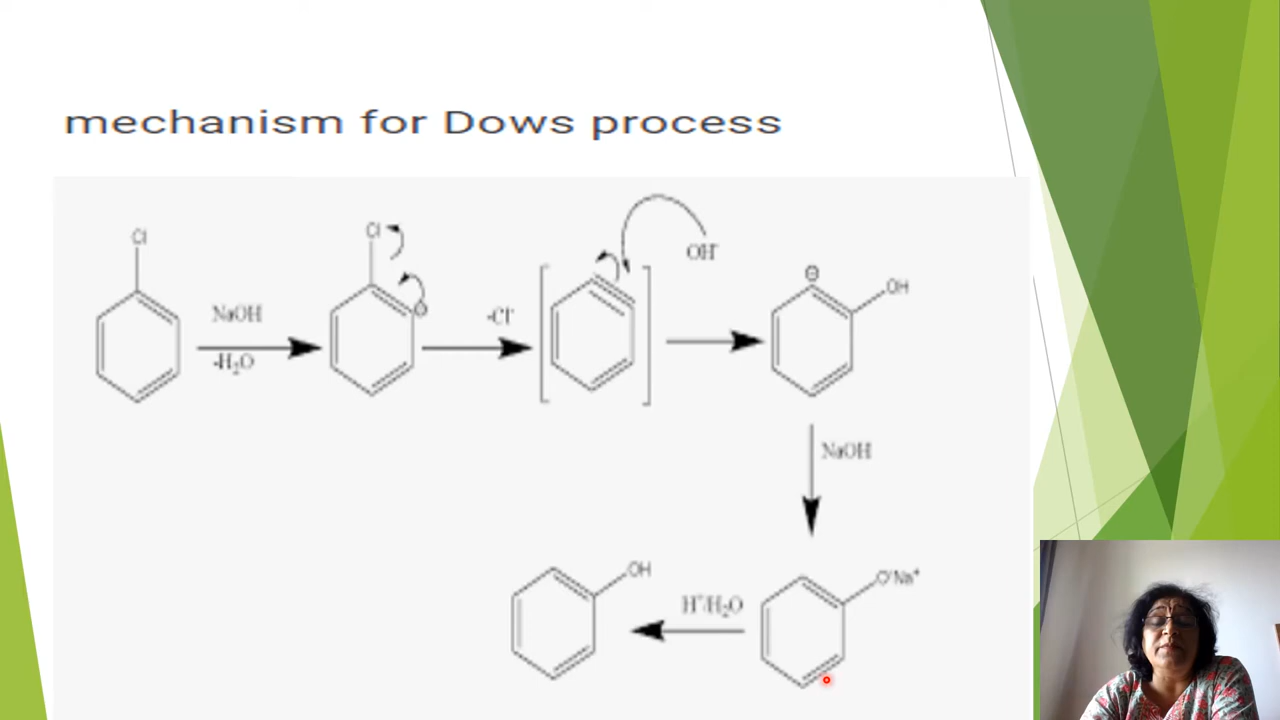 mechanism for Dows process
Cl
NaOH
-H₂O
Cl
⊖
-Cl⁻
OH⁻
⊖
OH
NaOH
O⁻Na⁺
H⁺/H₂O
OH